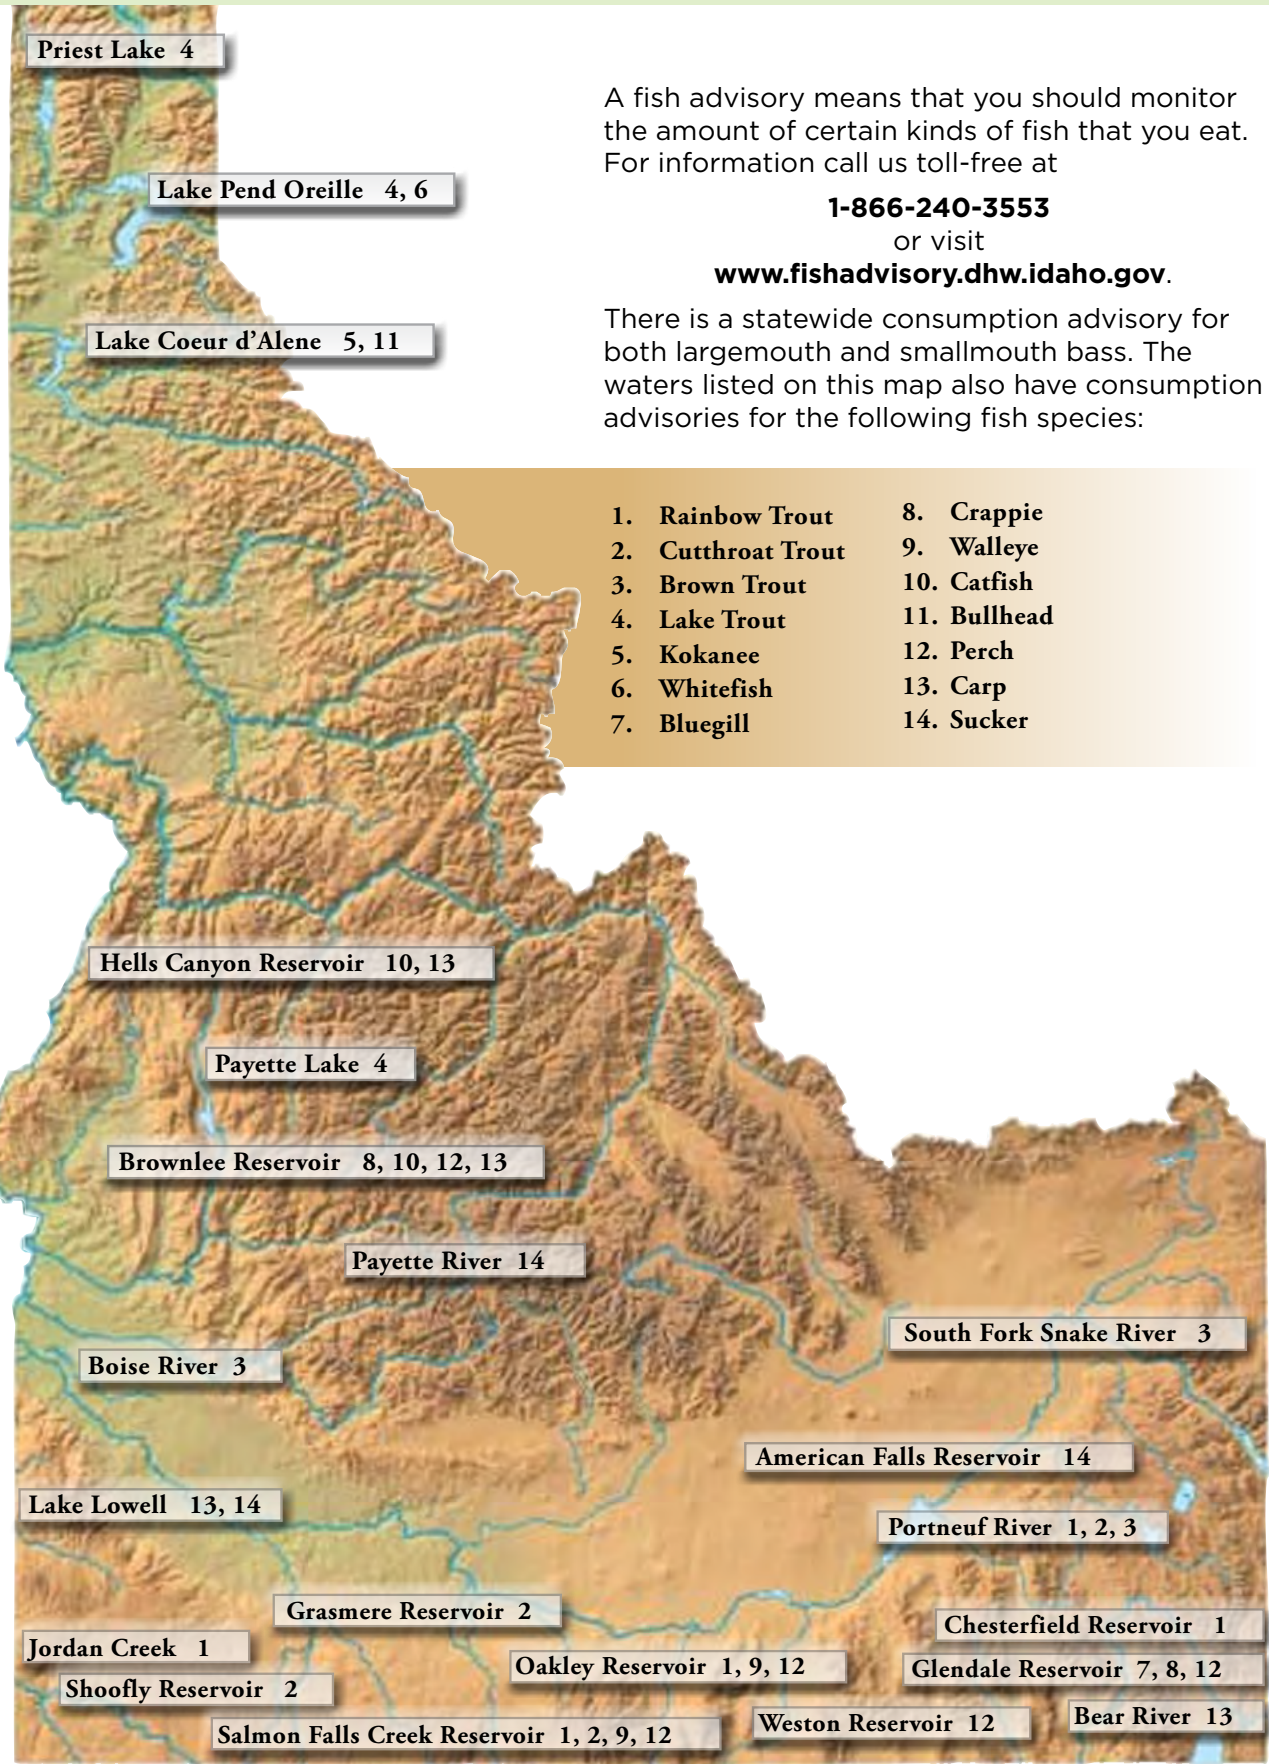 Priest Lake 4
A fish advisory means that you should monitor
the amount of certain kinds of fish that you eat.
For information call us toll-free at
1-866-240-3553
or visit
www.fishadvisory.dhw.idaho.gov.
Lake Pend Oreille 4, 6
There is a statewide consumption advisory for
both largemouth and smallmouth bass. The
waters listed on this map also have consumption
advisories for the following fish species:
Lake Coeur d'Alene 5, 11
1. Rainbow Trout
2. Cutthroat Trout
3. Brown Trout
4. Lake Trout
5. Kokanee
6. Whitefish
7. Bluegill
8. Crappie
9. Walleye
10. Catfish
11. Bullhead
12. Perch
13. Carp
14. Sucker
Hells Canyon Reservoir 10, 13
Payette Lake 4
Brownlee Reservoir 8, 10, 12, 13
Payette River 14
South Fork Snake River 3
Boise River 3
American Falls Reservoir 14
Lake Lowell 13, 14
Portneuf River 1, 2, 3
Grasmere Reservoir 2
Chesterfield Reservoir 1
Jordan Creek 1
Oakley Reservoir 1, 9, 12
Glendale Reservoir 7, 8, 12
Shoofly Reservoir 2
Bear River 13
Weston Reservoir 12
Salmon Falls Creek Reservoir 1, 2, 9, 12